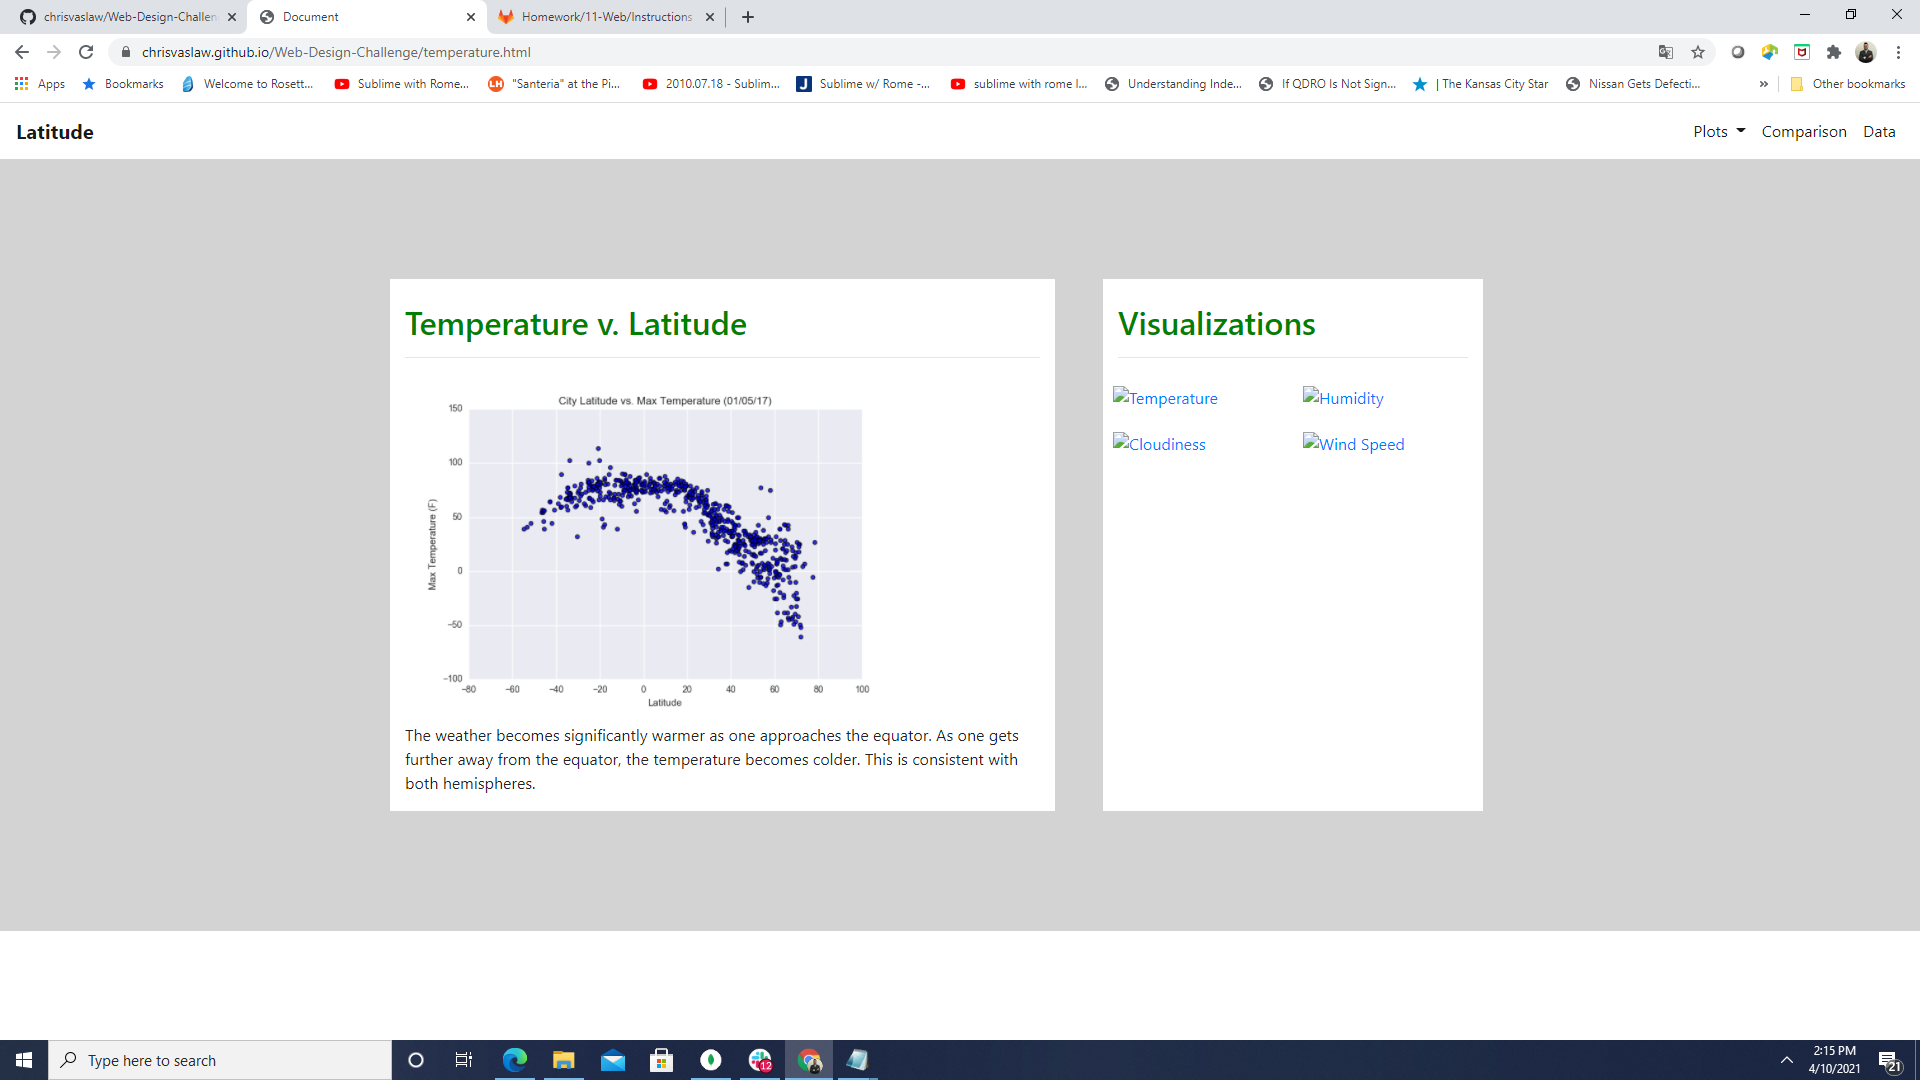 chrisvaslaw/Web-Design-Challen
Document
Homework/11-Web/Instructions
chrisvaslaw.github.io/Web-Design-Challenge/temperature.html
Apps
Bookmarks
Welcome to Rosett...
Sublime with Rome...
LH
"Santeria" at the Pi...
2010.07.18 - Sublim...
J
Sublime w/ Rome -...
sublime with rome l...
Understanding Inde...
If QDRO Is Not Sign...
| The Kansas City Star
Nissan Gets Defecti...
»
Other bookmarks
Latitude
Plots
Comparison
Data
Temperature v. Latitude
City Latitude vs. Max Temperature (01/05/17)
150
100
50
0
−50
−100
Max Temperature (F)
−80 −60 −40 −20 0 20 40 60 80 100
Latitude
The weather becomes significantly warmer as one approaches the equator. As one gets
further away from the equator, the temperature becomes colder. This is consistent with
both hemispheres.
Visualizations
Temperature
Humidity
Cloudiness
Wind Speed
Type here to search
12
2:15 PM
4/10/2021
21